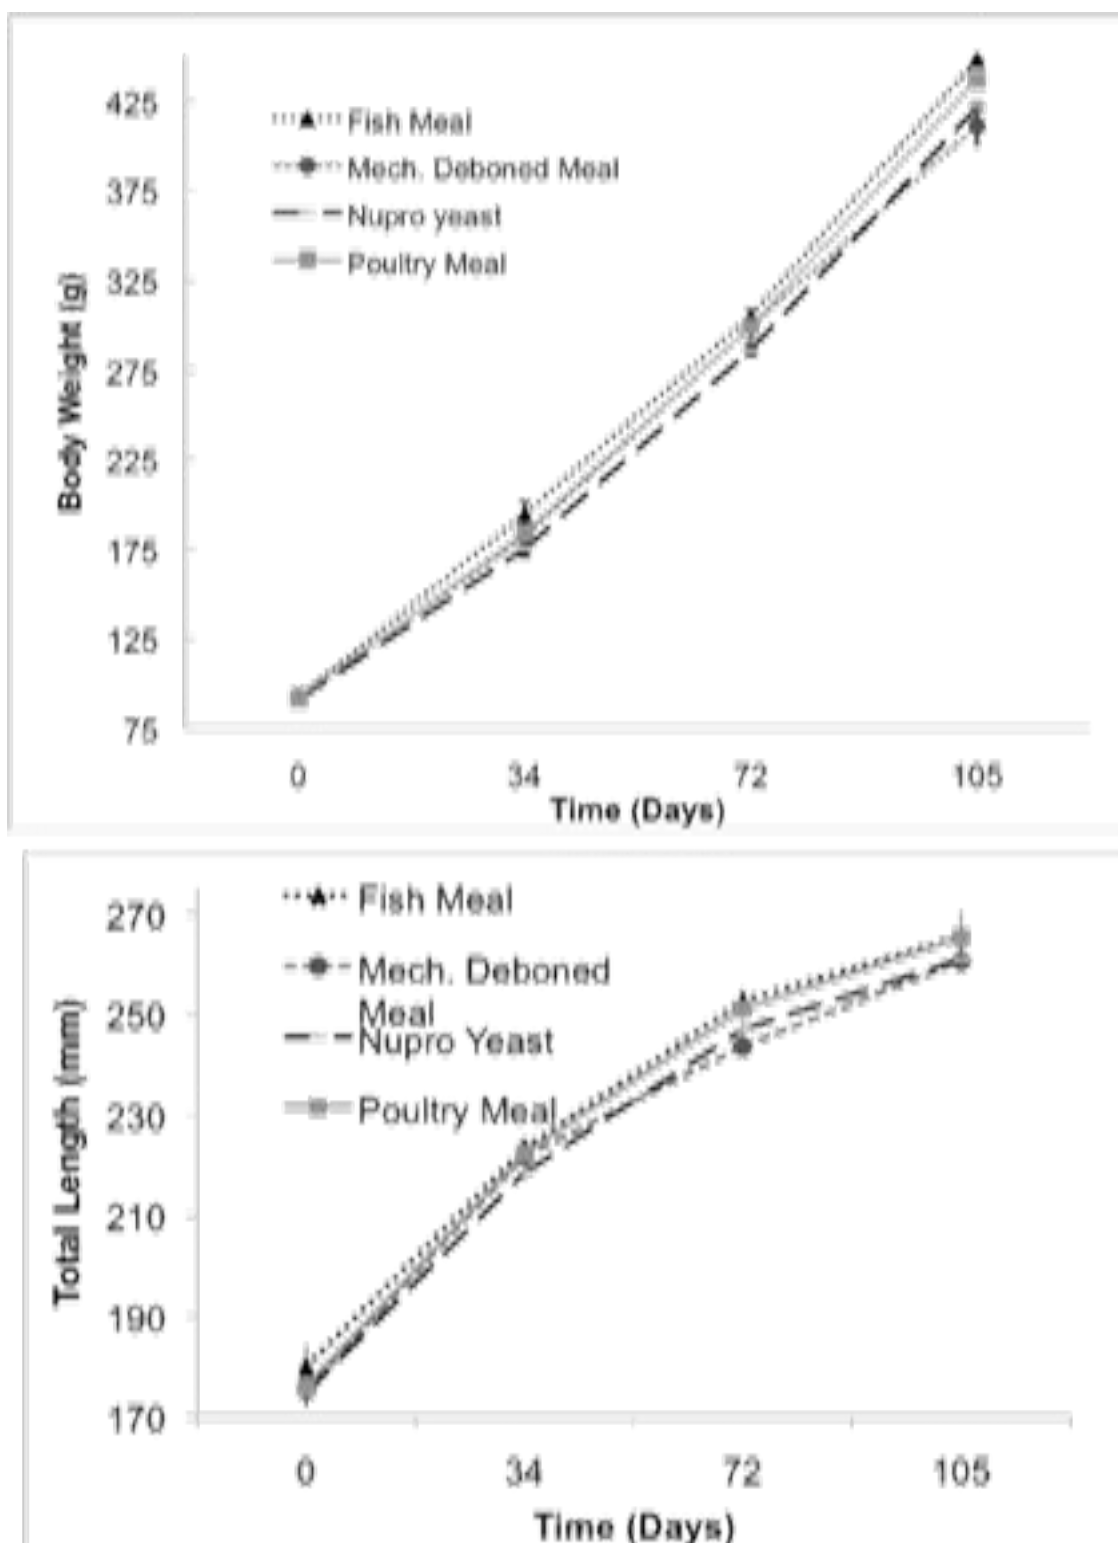 425
375
325
275
225
175
125
75
Body Weight (g)
Fish Meal
Mech. Deboned Meal
Nupro yeast
Poultry Meal
0 34 72 105
Time (Days)
270
250
230
210
190
170
Total Length (mm)
Fish Meal
Mech. Deboned
Meal
Nupro Yeast
Poultry Meal
0 34 72 105
Time (Days)